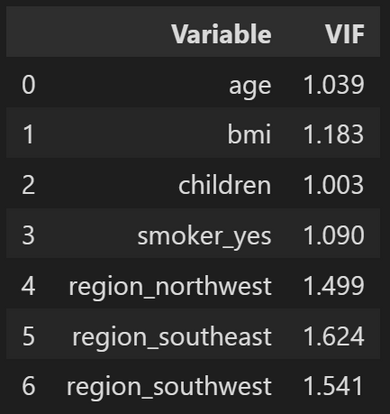 Variable VIF
0 age 1.039
1 bmi 1.183
2 children 1.003
3 smoker_yes 1.090
4 region_northwest 1.499
5 region_southeast 1.624
6 region_southwest 1.541